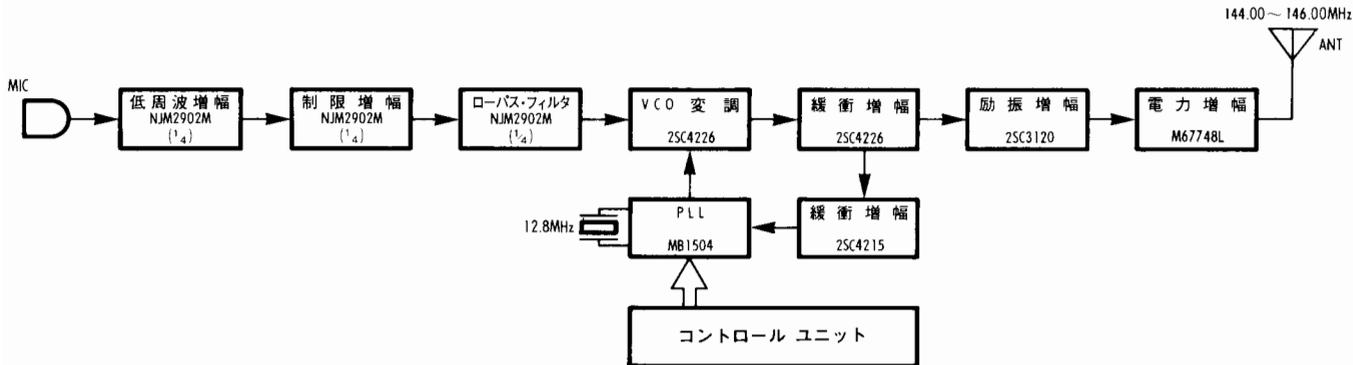 144.00～146.00MHz
ANT
MIC
低周波増幅
NJM2902M
(1/4)
制限増幅
NJM2902M
(1/4)
ローパス・フィルタ
NJM2902M
(1/4)
VCO 変調
2SC4226
緩衝増幅
2SC4226
励振増幅
2SC3120
電力増幅
M67748L
12.8MHz
PLL
MB1504
緩衝増幅
2SC4215
コントロール ユニット